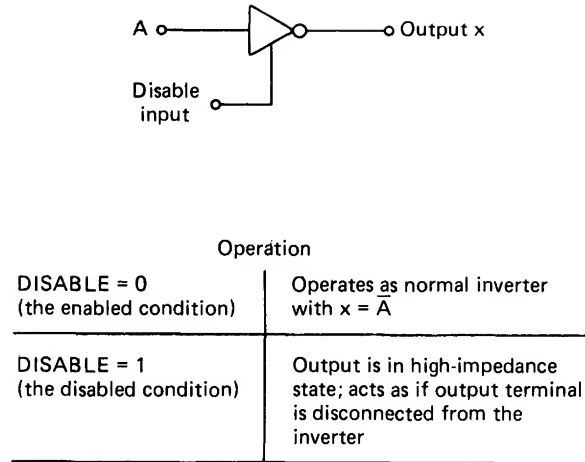 A
Output x
Disable
input
Operation
DISABLE = 0
(the enabled condition)
Operates as normal inverter
with x = A̅
DISABLE = 1
(the disabled condition)
Output is in high-impedance
state; acts as if output terminal
is disconnected from the
inverter